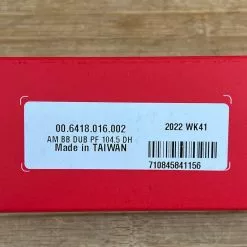 00.6418.016.002
2022 WK41
AM BB DUB PF 104.5 DH
Made in TAIWAN
710845841156